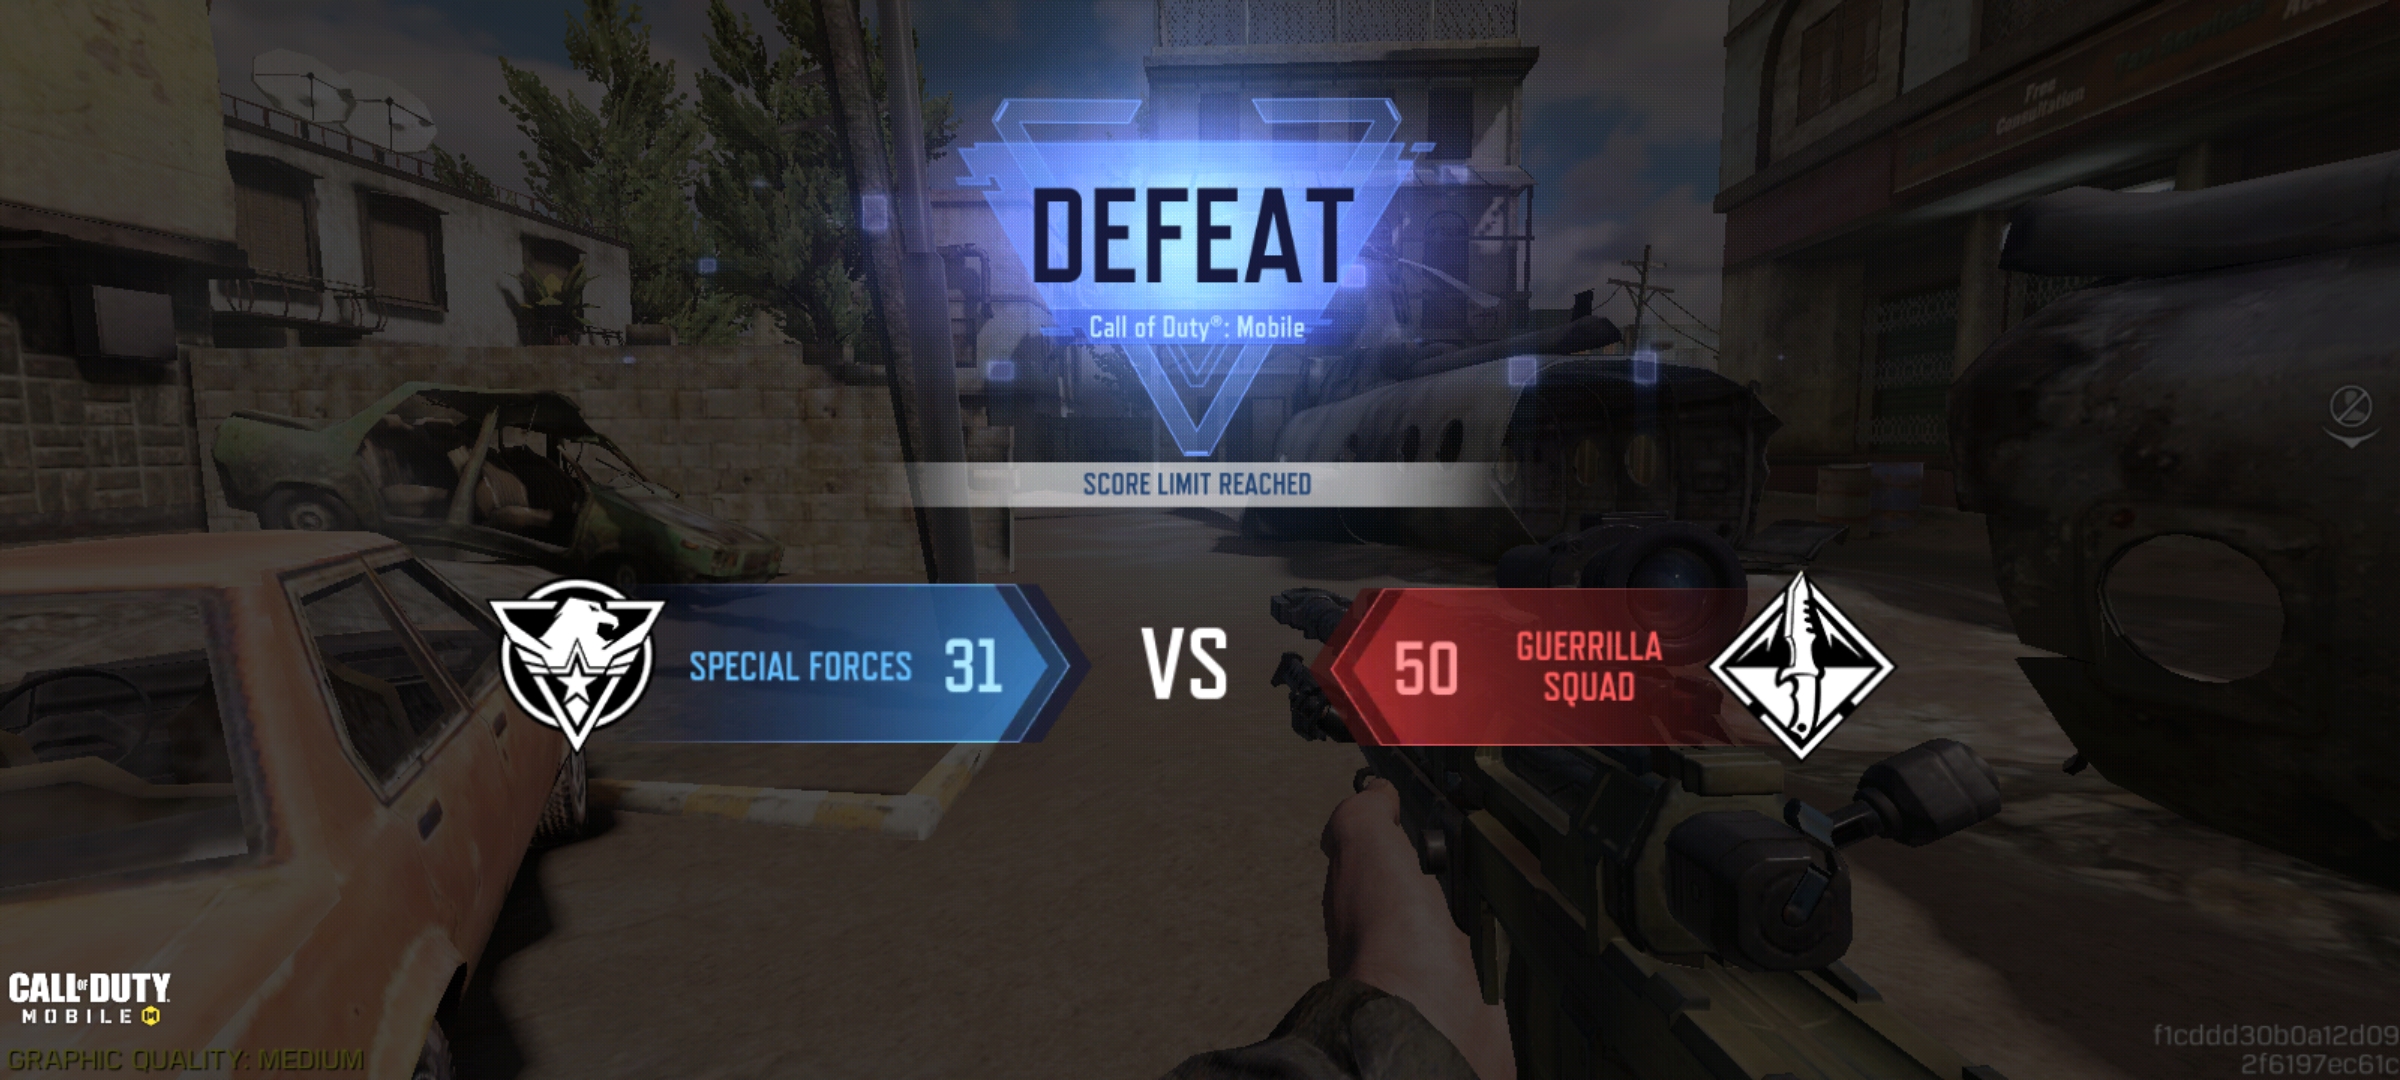 Free
Consultation
DEFEAT
Call of Duty®: Mobile
SCORE LIMIT REACHED
SPECIAL FORCES 31
VS
50
GUERRILLA
SQUAD
CALL OF DUTY
MOBILE
GRAPHIC QUALITY: MEDIUM
f1cddd30b0a12d09
2f6197ec61c